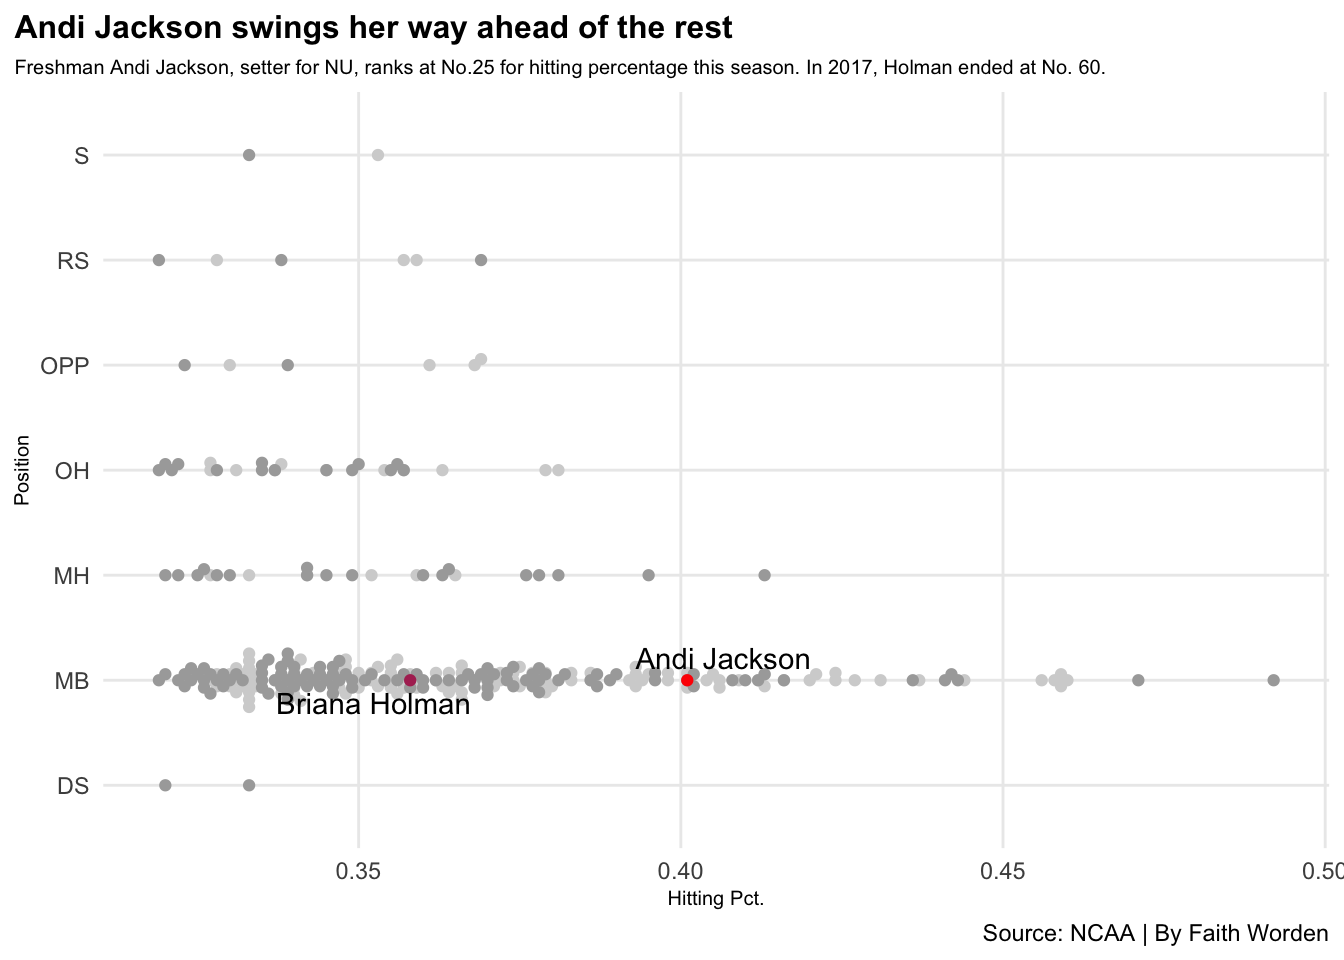 Andi Jackson swings her way ahead of the rest
Freshman Andi Jackson, setter for NU, ranks at No.25 for hitting percentage this season. In 2017, Holman ended at No. 60.
S
RS
OPP
OH
MH
MB
DS
Position
Andi Jackson
Briana Holman
0.35
0.40
0.45
0.50
Hitting Pct.
Source: NCAA | By Faith Worden